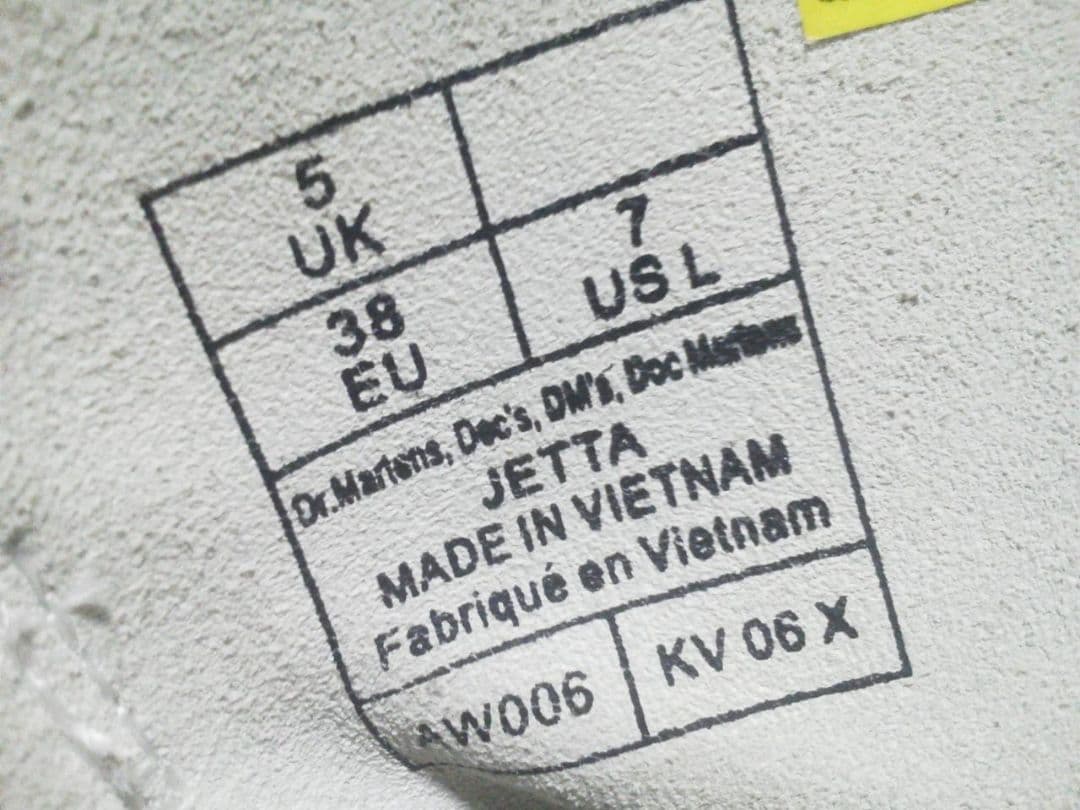 5
UK
38
EU
7
US L
Dr.Martens, Doc's, DM's, Doc Martens
JETTA
MADE IN VIETNAM
Fabriqué en Vietnam
AW006
KV 06 X